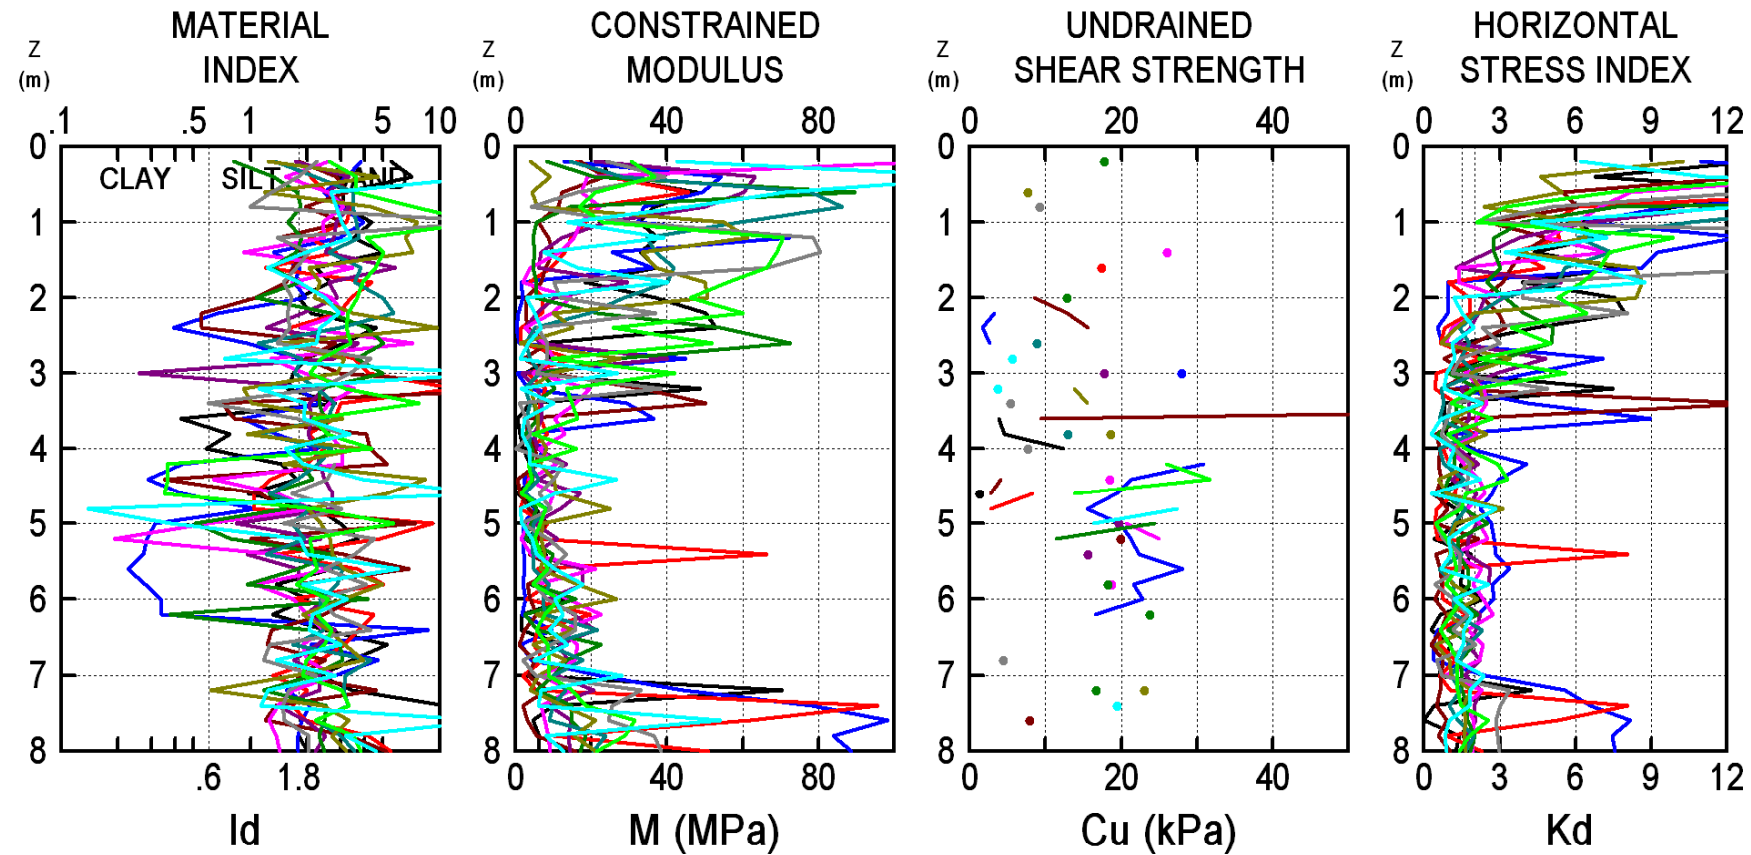 MATERIAL
INDEX
Z
(m)
.1 .5 1 5 10
CLAY SILT AND
0
1
2
3
4
5
6
7
8
.6 1.8
Id
CONSTRAINED
MODULUS
Z
(m)
0 40 80
0
1
2
3
4
5
6
7
8
0 40 80
M (MPa)
UNDRAINED
SHEAR STRENGTH
Z
(m)
0 20 40
0
1
2
3
4
5
6
7
8
0 20 40
Cu (kPa)
HORIZONTAL
STRESS INDEX
Z
(m)
0 3 6 9 12
0
1
2
3
4
5
6
7
8
0 3 6 9 12
Kd